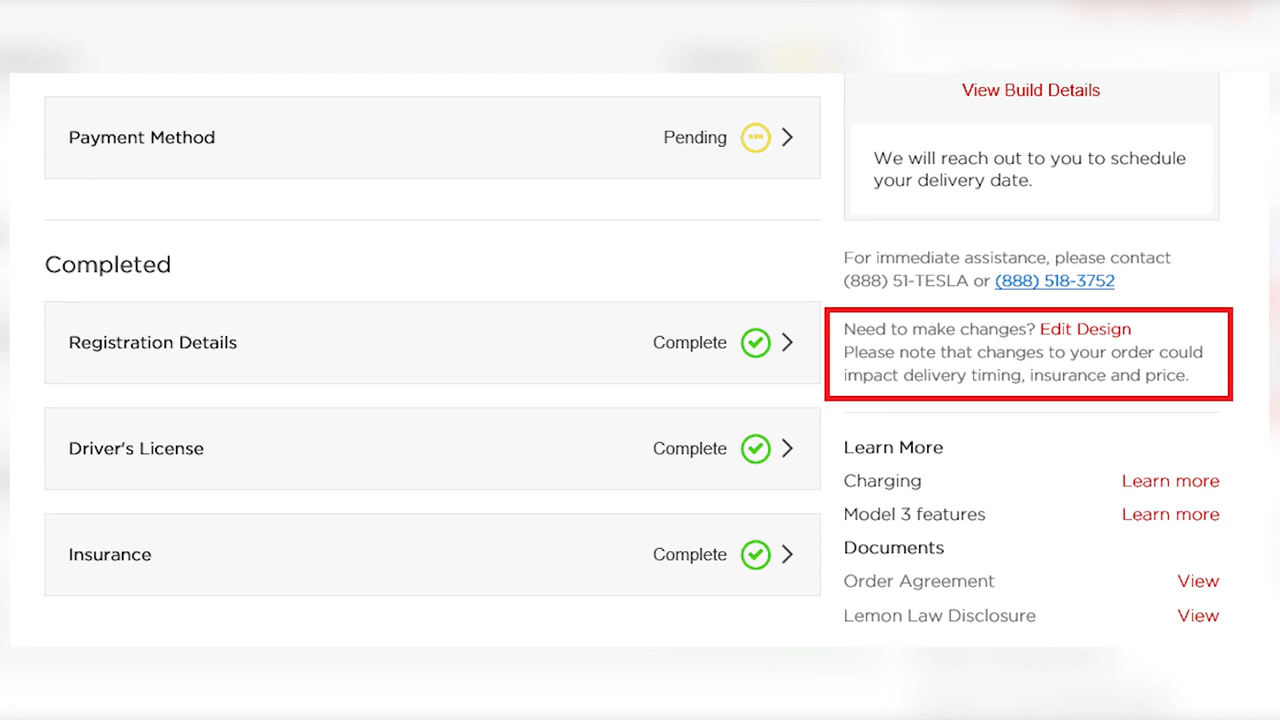 Payment Method
Pending
Completed
Registration Details
Complete
Driver's License
Complete
Insurance
Complete
View Build Details
We will reach out to you to schedule
your delivery date.
For immediate assistance, please contact
(888) 51-TESLA or (888) 518-3752
Need to make changes? Edit Design
Please note that changes to your order could
impact delivery timing, insurance and price.
Learn More
Charging Learn more
Model 3 features Learn more
Documents
Order Agreement View
Lemon Law Disclosure View